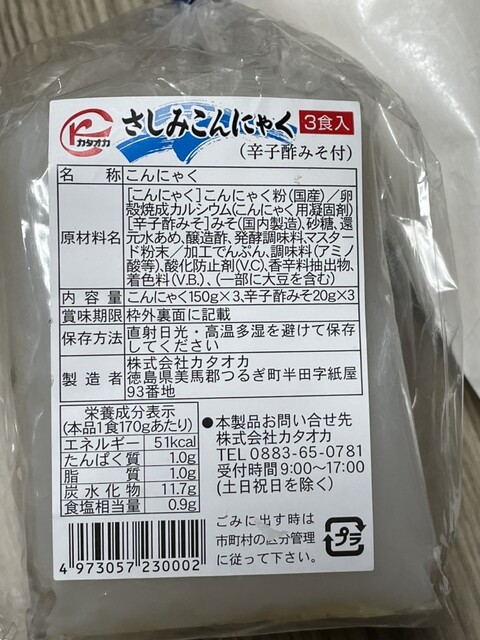 カタオカ
さしみこんにゃく 3食入
(辛子酢みそ付)
名称 こんにゃく
原材料名 [こんにゃく]こんにゃく粉(国産)/卵
殻焼成カルシウム(こんにゃく用凝固剤)
[辛子酢みそ]みそ(国内製造)、砂糖、還
元水あめ、醸造酢、発酵調味料、マスター
ド粉末/加工でんぷん、調味料(アミノ
酸等)、酸化防止剤(V.C)、香辛料抽出物、
着色料(V.B₂)、(一部に大豆を含む)
内容量 こんにゃく150g×3、辛子酢みそ20g×3
賞味期限 枠外裏面に記載
保存方法 直射日光・高温多湿を避けて保存
してください
製造者 株式会社カタオカ
徳島県美馬郡つるぎ町半田字紙屋
93番地
栄養成分表示
(本品1食170gあたり)
エネルギー 51kcal
たんぱく質 1.0g
脂質 1.0g
炭水化物 11.7g
食塩相当量 0.9g
●本製品お問い合せ先
株式会社カタオカ
TEL 0883-65-0781
受付時間 9:00~17:00
(土日祝日を除く)
4 973057 230002
ごみに出す時は
市町村の区分管理
に従って下さい。
プラ